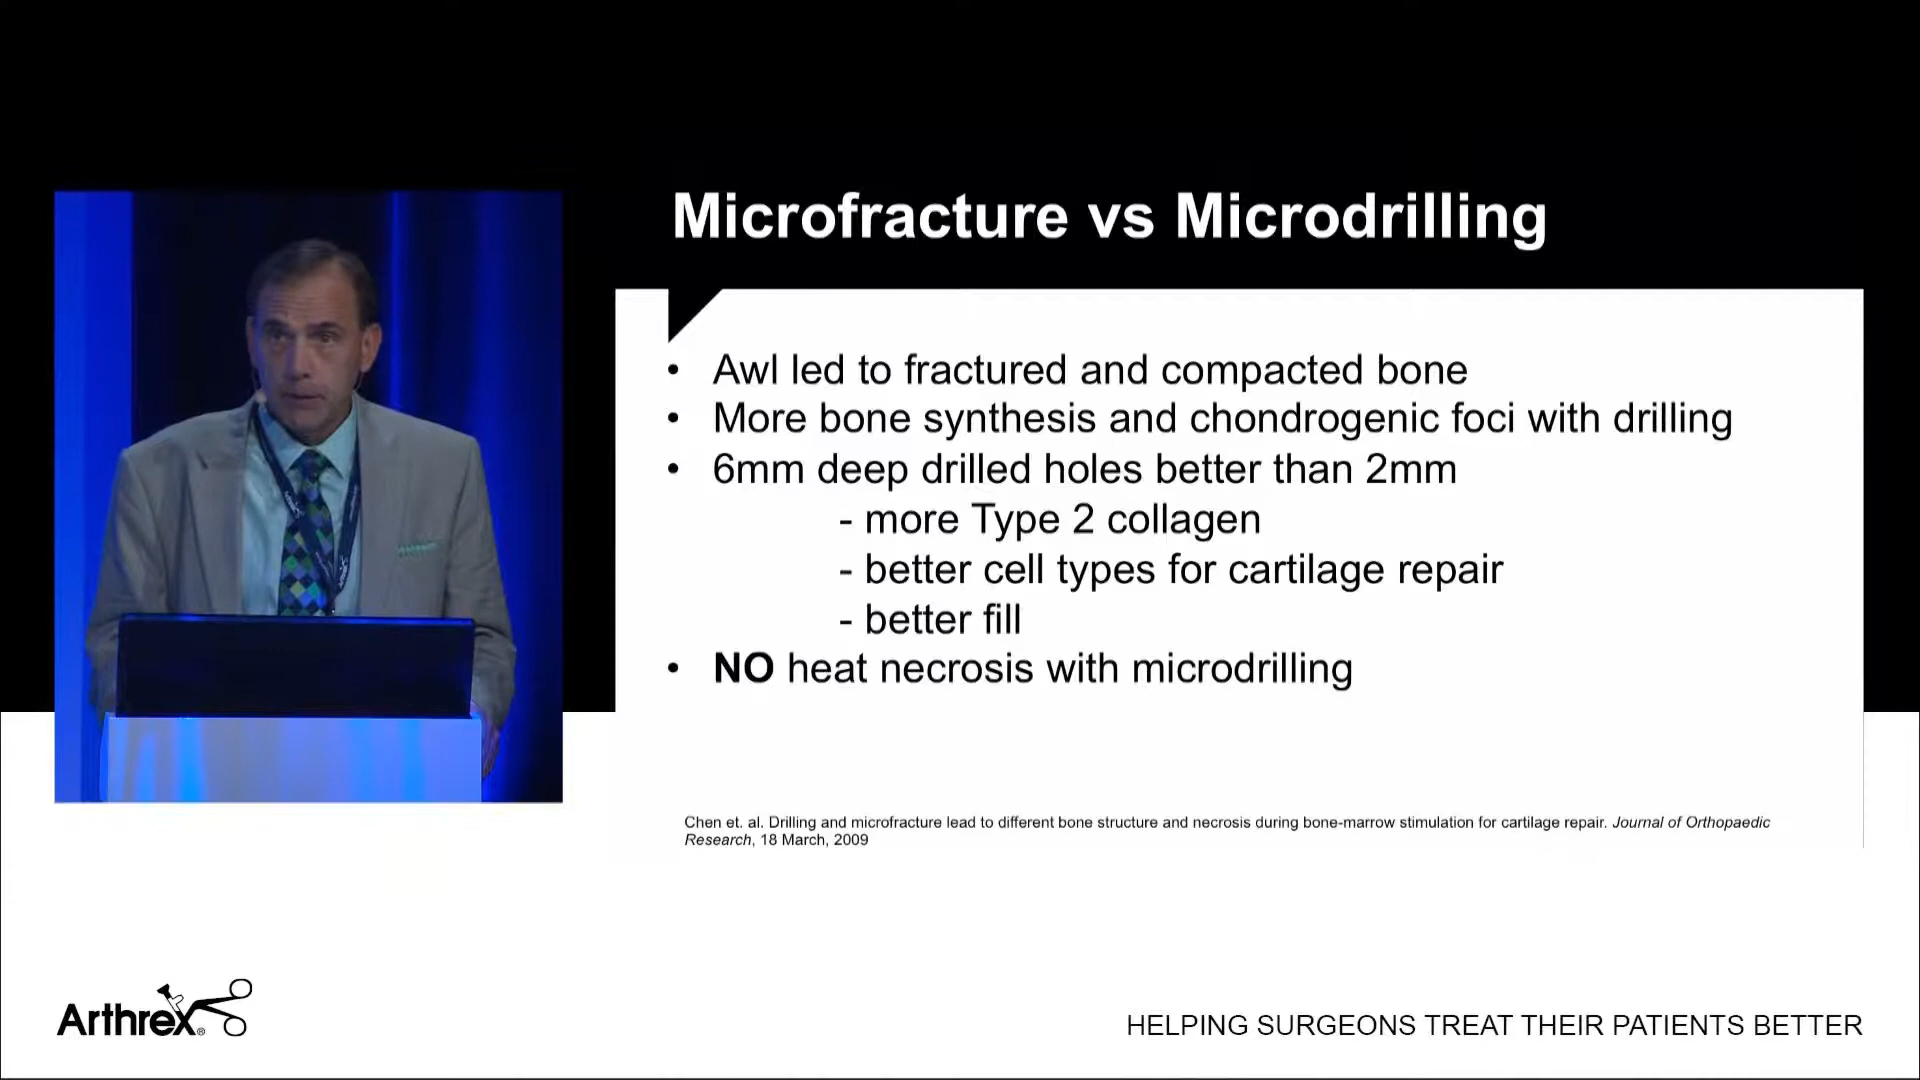 Microfracture vs Microdrilling
• Awl led to fractured and compacted bone
• More bone synthesis and chondrogenic foci with drilling
• 6mm deep drilled holes better than 2mm
- more Type 2 collagen
- better cell types for cartilage repair
- better fill
• NO heat necrosis with microdrilling
Chen et. al. Drilling and microfracture lead to different bone structure and necrosis during bone-marrow stimulation for cartilage repair. Journal of Orthopaedic
Research, 18 March, 2009
Arthrex®
HELPING SURGEONS TREAT THEIR PATIENTS BETTER